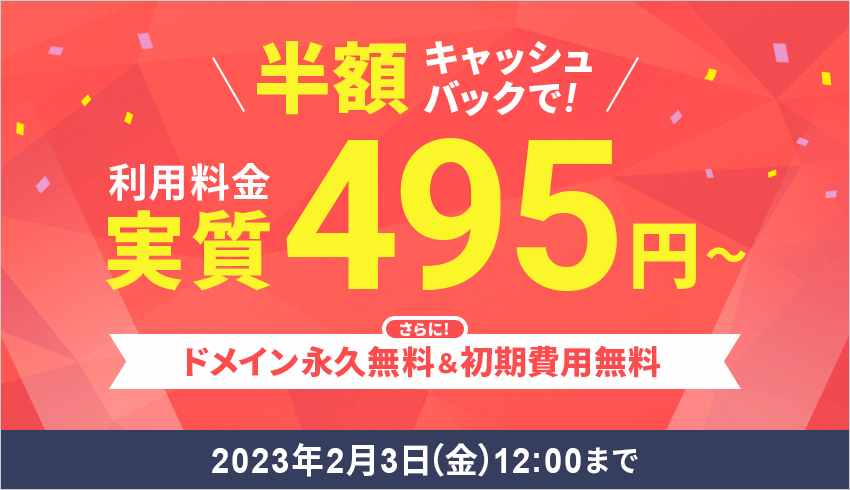 半額キャッシュ
バックで!
利用料金
実質495円〜
さらに!
ドメイン永久無料&初期費用無料
2023年2月3日(金)12:00まで